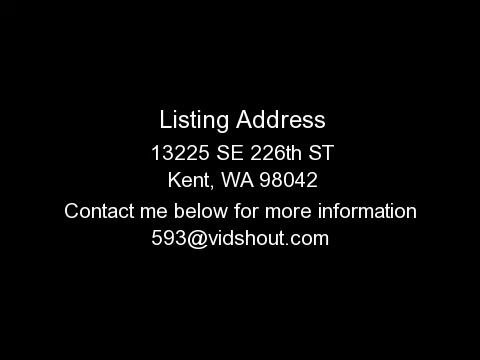 Listing Address
13225 SE 226th ST
Kent, WA 98042
Contact me below for more information
593@vidshout.com